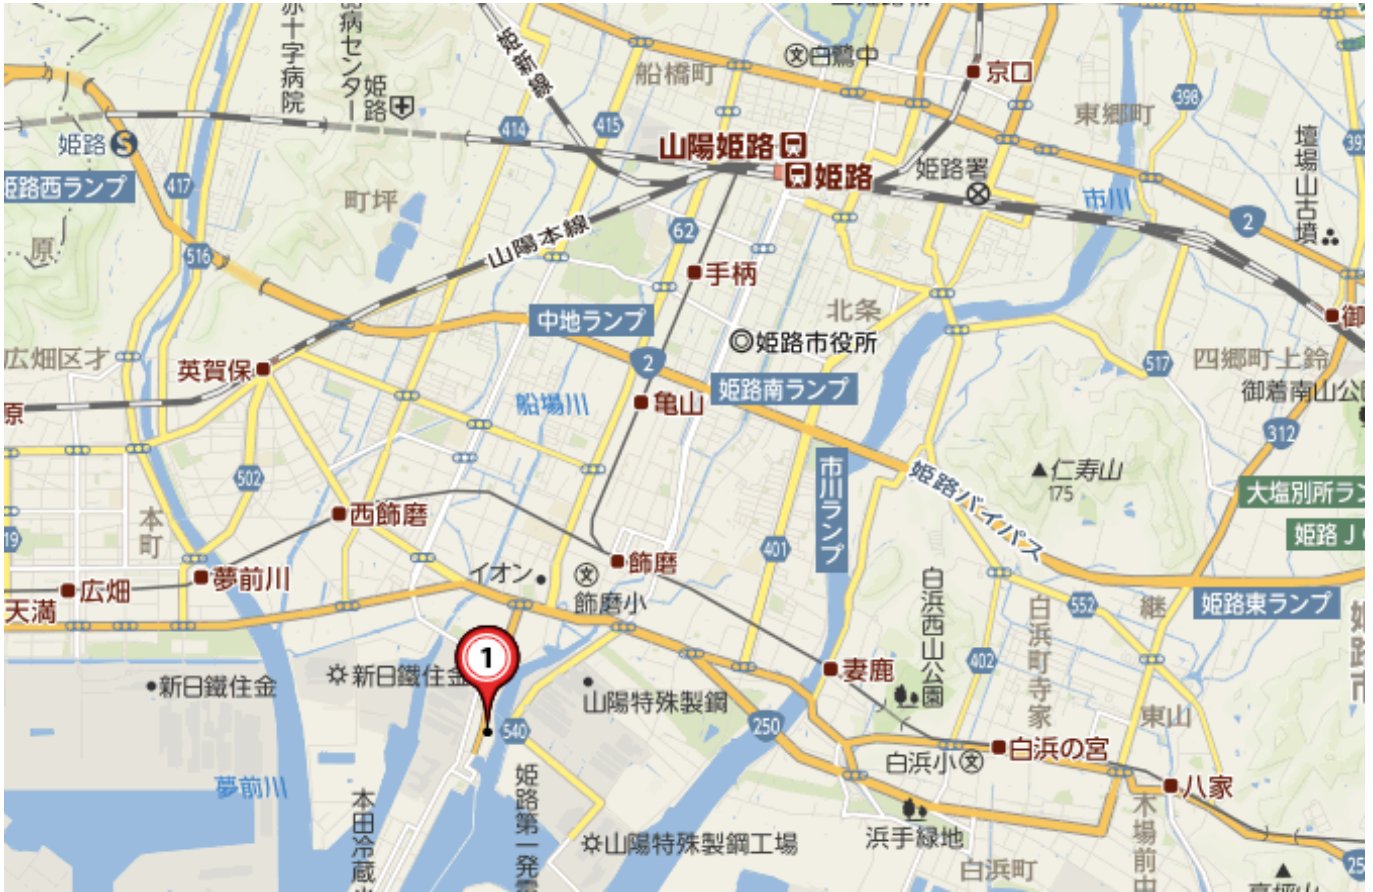 赤十字病院
病センター
姫路
姫新線
船橋町
白鷺中
京口
398
東郷町
壇場山古墳
397
姫路
414
415
山陽姫路
姫路
姫路署
市川
2
417
姫路西ランプ
町坪
原
516
山陽本線
62
手柄
北条
中地ランプ
2
姫路市役所
517
四郷町上鈴
御
御着南山公
広畑区才
英賀保
姫路南ランプ
船場川
亀山
原
312
502
市川ランプ
仁寿山
175
姫路バイパス
大塩別所ラン
姫路J
本町
西飾磨
401
イオン
飾磨
飾磨小
夢前川
広畑
天満
白浜西山公園
白浜町寺家
552
継
姫路東ランプ
姫路市
402
1
新日鐵住金
新日鐵住金
山陽特殊製鋼
妻鹿
540
250
東山
白浜小
白浜の宮
八家
夢前川
本田冷蔵
姫路第一発電
山陽特殊製鋼工場
浜手緑地
白浜町
木場前中
250